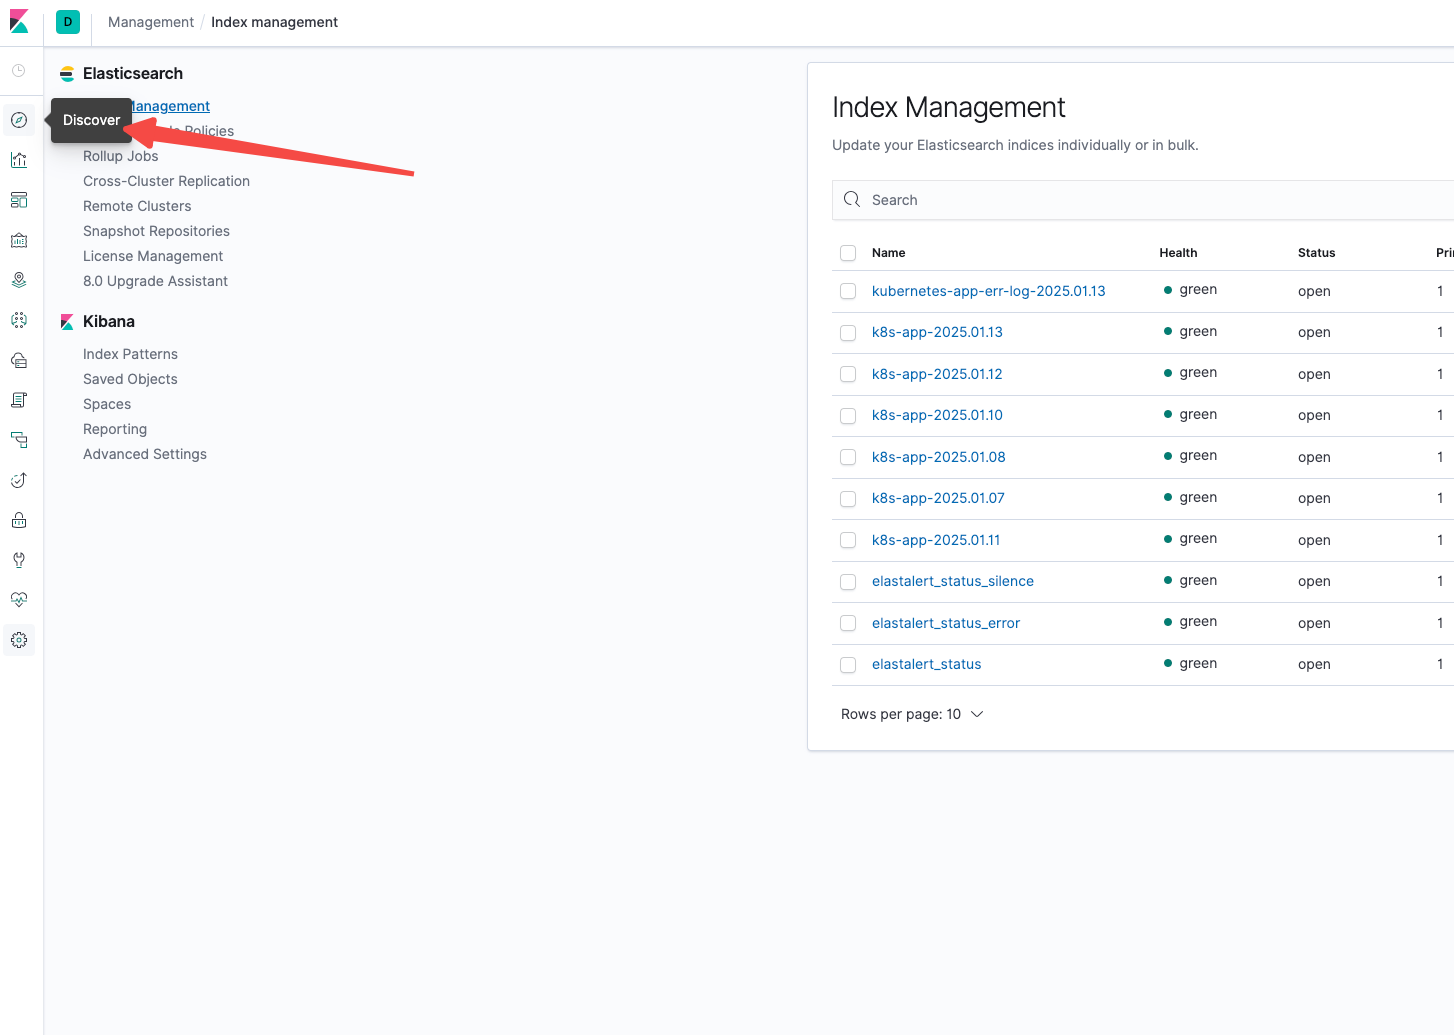 D Management / Index management
Elasticsearch
Management
Discover
Policies
Rollup Jobs
Cross-Cluster Replication
Remote Clusters
Snapshot Repositories
License Management
8.0 Upgrade Assistant
Kibana
Index Patterns
Saved Objects
Spaces
Reporting
Advanced Settings
Index Management
Update your Elasticsearch indices individually or in bulk.
Search
Name Health Status
kubernetes-app-err-log-2025.01.13 green open 1
k8s-app-2025.01.13 green open 1
k8s-app-2025.01.12 green open 1
k8s-app-2025.01.10 green open 1
k8s-app-2025.01.08 green open 1
k8s-app-2025.01.07 green open 1
k8s-app-2025.01.11 green open 1
elastalert_status_silence green open 1
elastalert_status_error green open 1
elastalert_status green open 1
Rows per page: 10